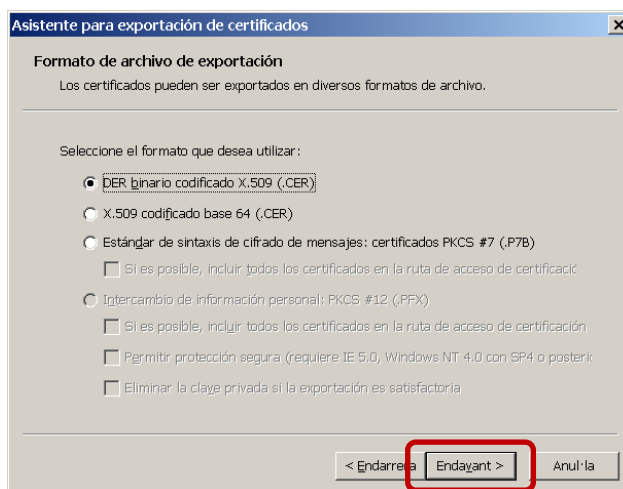 Asistente para exportación de certificados
Formato de archivo de exportación
Los certificados pueden ser exportados en diversos formatos de archivo.
Seleccione el formato que desea utilizar:
DER binario codificado X.509 (.CER)
X.509 codificado base 64 (.CER)
Estándar de sintaxis de cifrado de mensajes: certificados PKCS #7 (.P7B)
Si es posible, incluir todos los certificados en la ruta de acceso de certificació
Intercambio de información personal: PKCS #12 (.PFX)
Si es posible, incluir todos los certificados en la ruta de acceso de certificación
Permitir protección segura (requiere IE 5.0, Windows NT 4.0 con SP4 o posterio
Eliminar la clave privada si la exportación es satisfactoria
< Endarrera Endavant > Anul·la